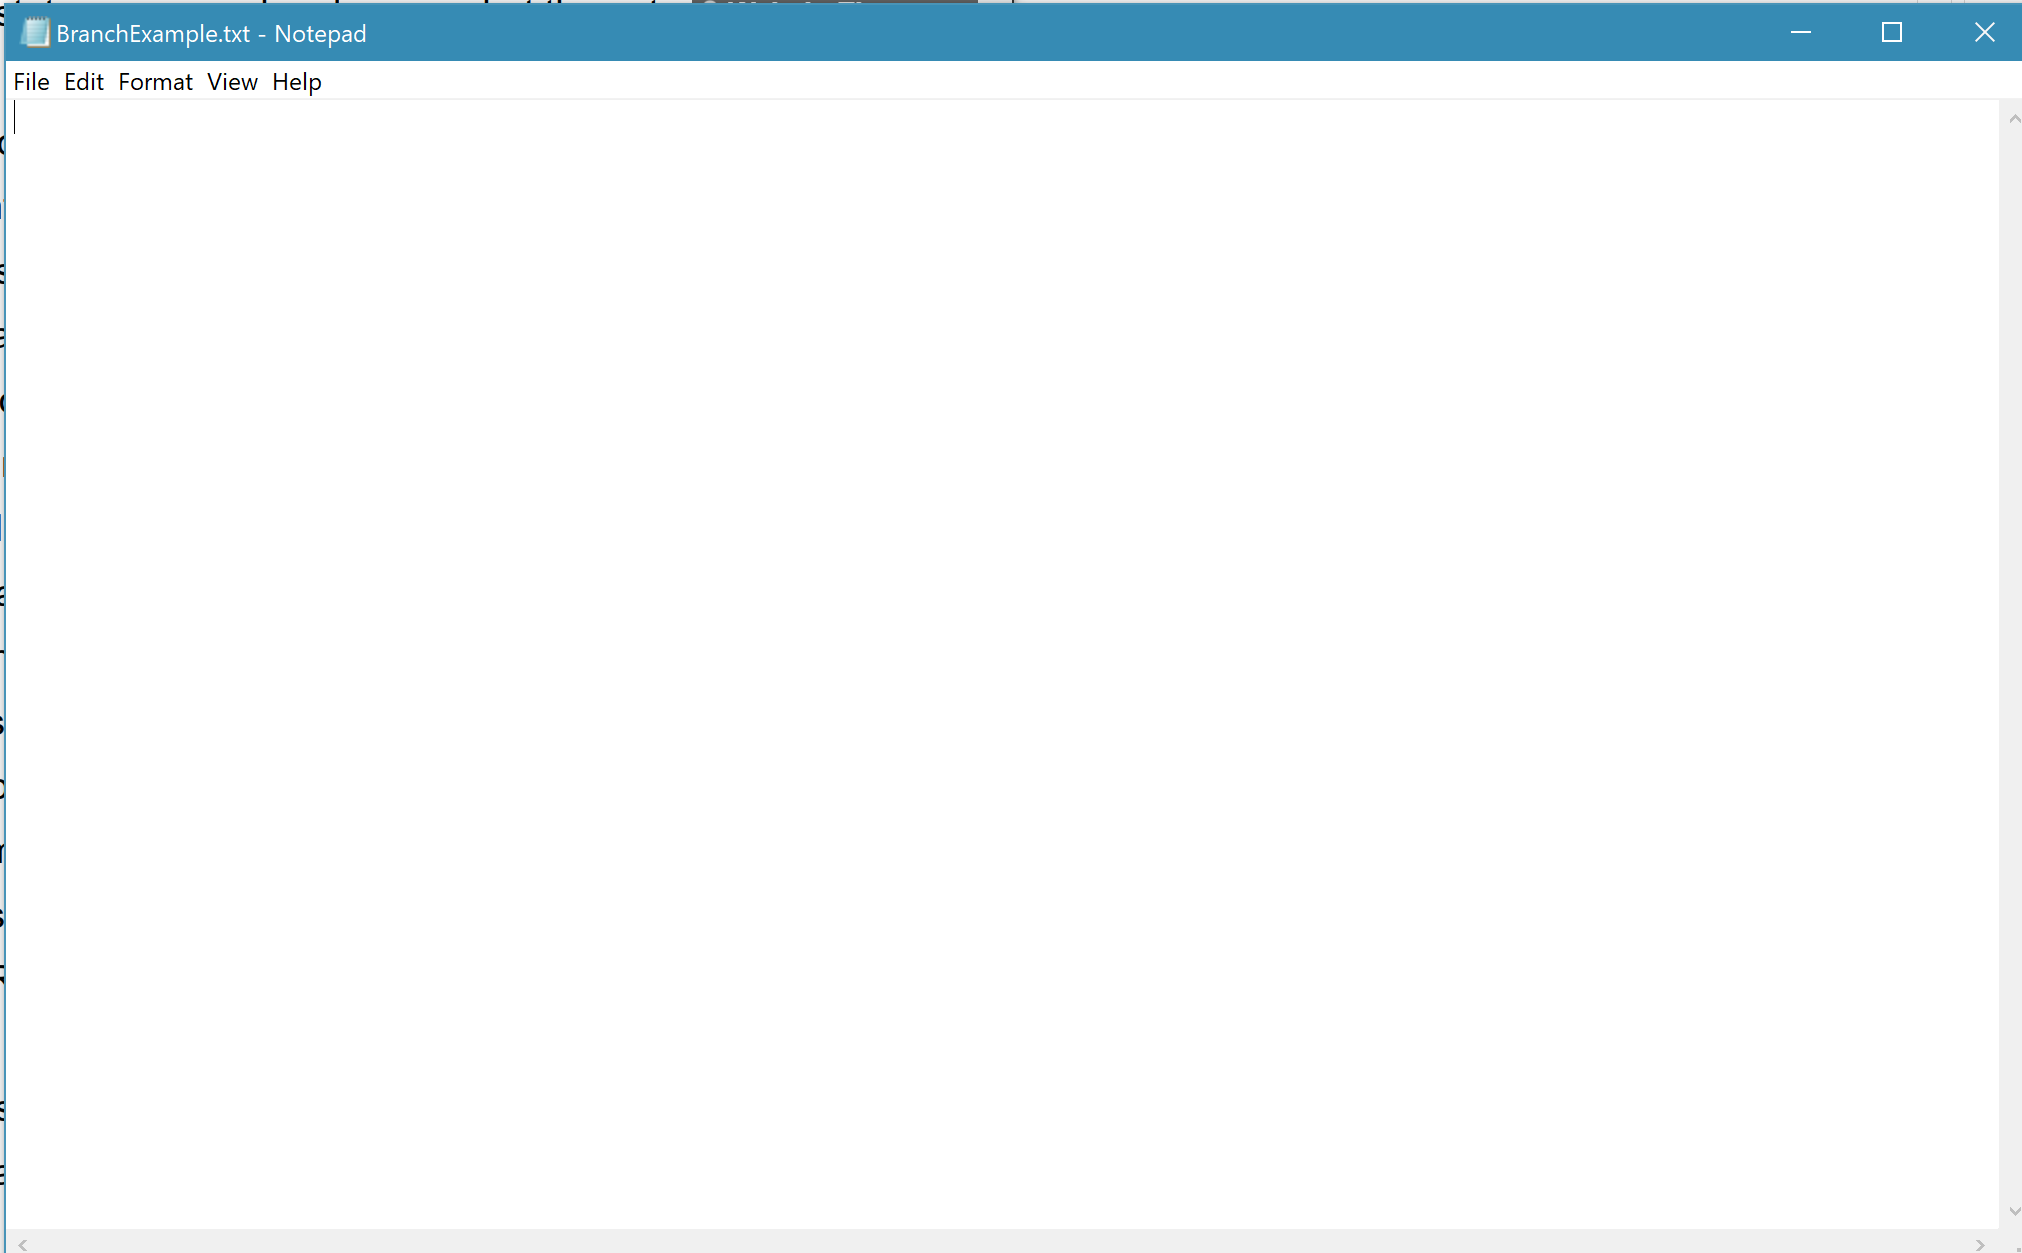 BranchExample.txt - Notepad
File Edit Format View Help